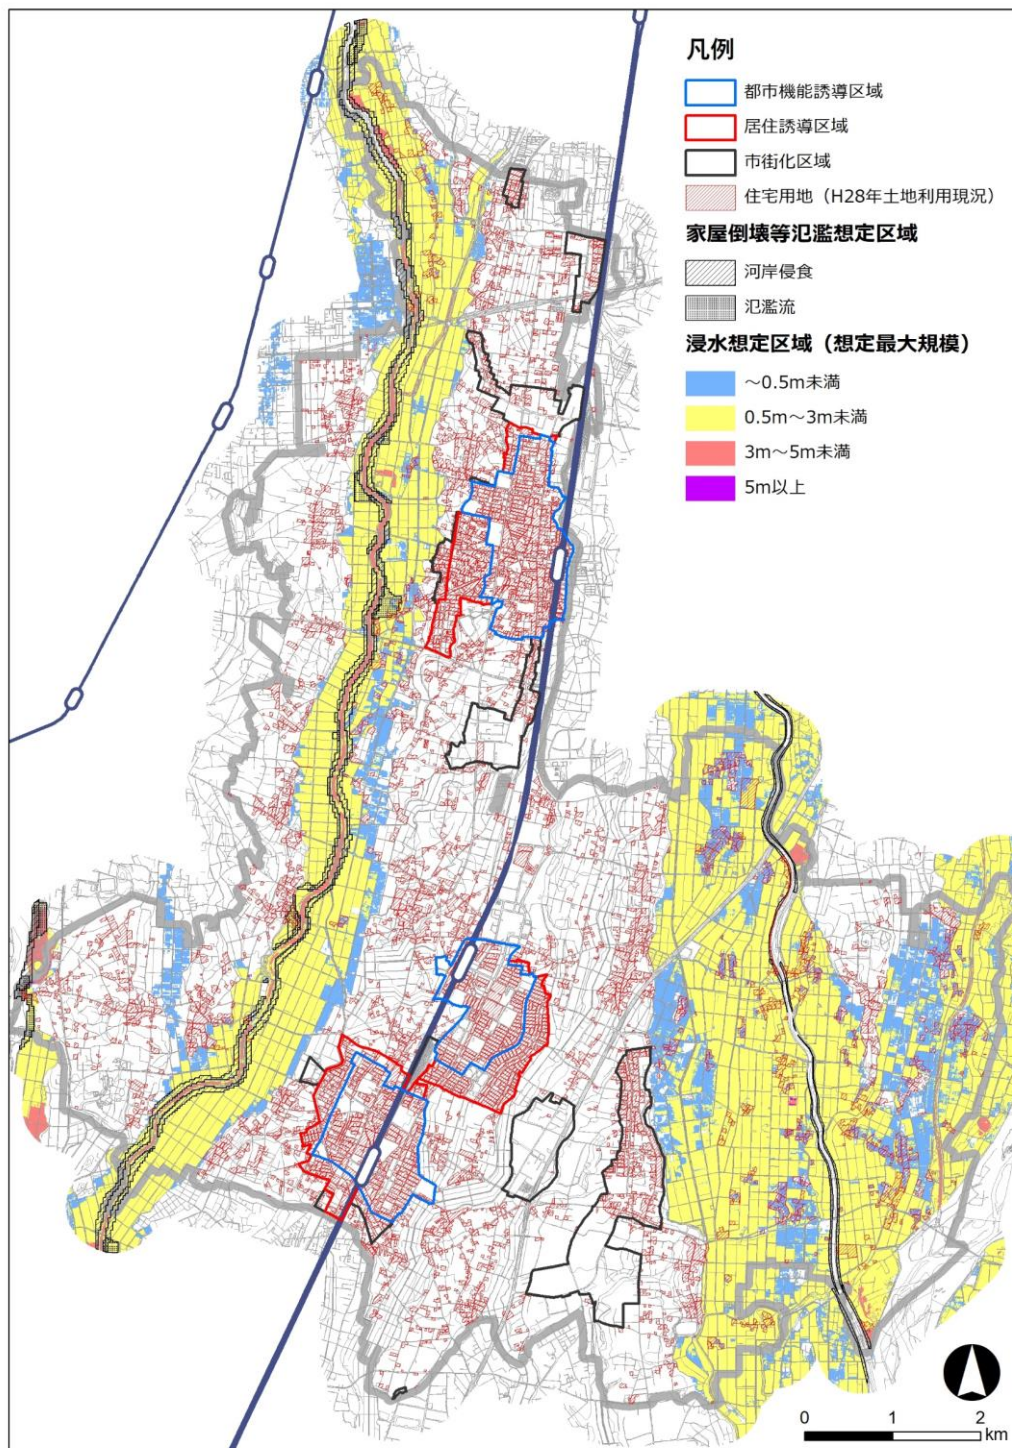 凡例
都市機能誘導区域
居住誘導区域
市街化区域
住宅用地（H28年土地利用現況）
家屋倒壊等氾濫想定区域
河岸侵食
氾濫流
浸水想定区域（想定最大規模）
～0.5m未満
0.5m～3m未満
3m～5m未満
5m以上
0 1 2
km